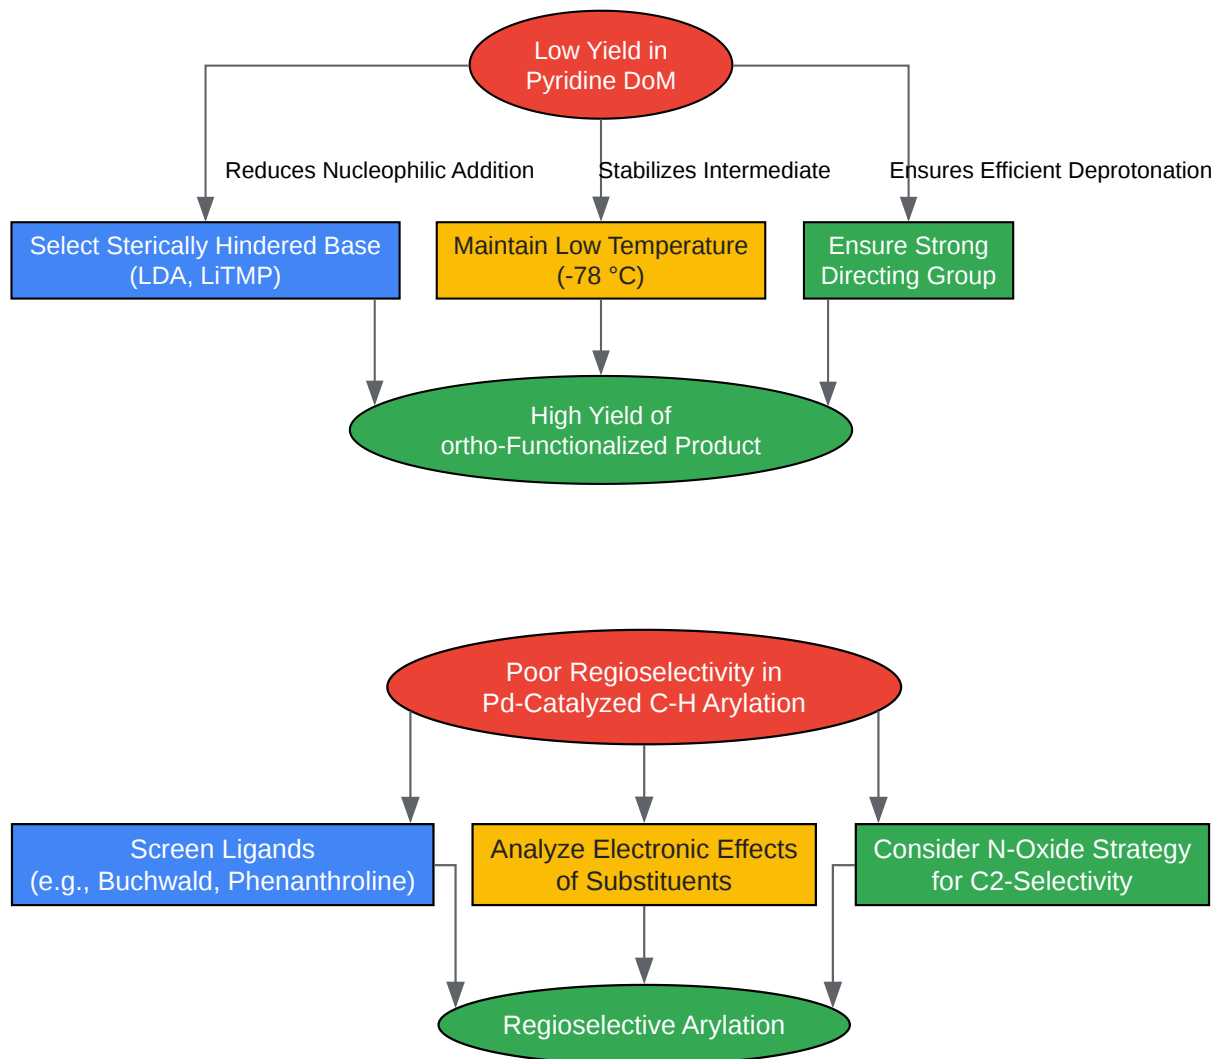 Low Yield in
Pyridine DoM
Reduces Nucleophilic Addition
Stabilizes Intermediate
Ensures Efficient Deprotonation
Select Sterically Hindered Base
(LDA, LiTMP)
Maintain Low Temperature
(-78 °C)
Ensure Strong
Directing Group
High Yield of
ortho-Functionalized Product
Poor Regioselectivity in
Pd-Catalyzed C-H Arylation
Screen Ligands
(e.g., Buchwald, Phenanthroline)
Analyze Electronic Effects
of Substituents
Consider N-Oxide Strategy
for C2-Selectivity
Regioselective Arylation